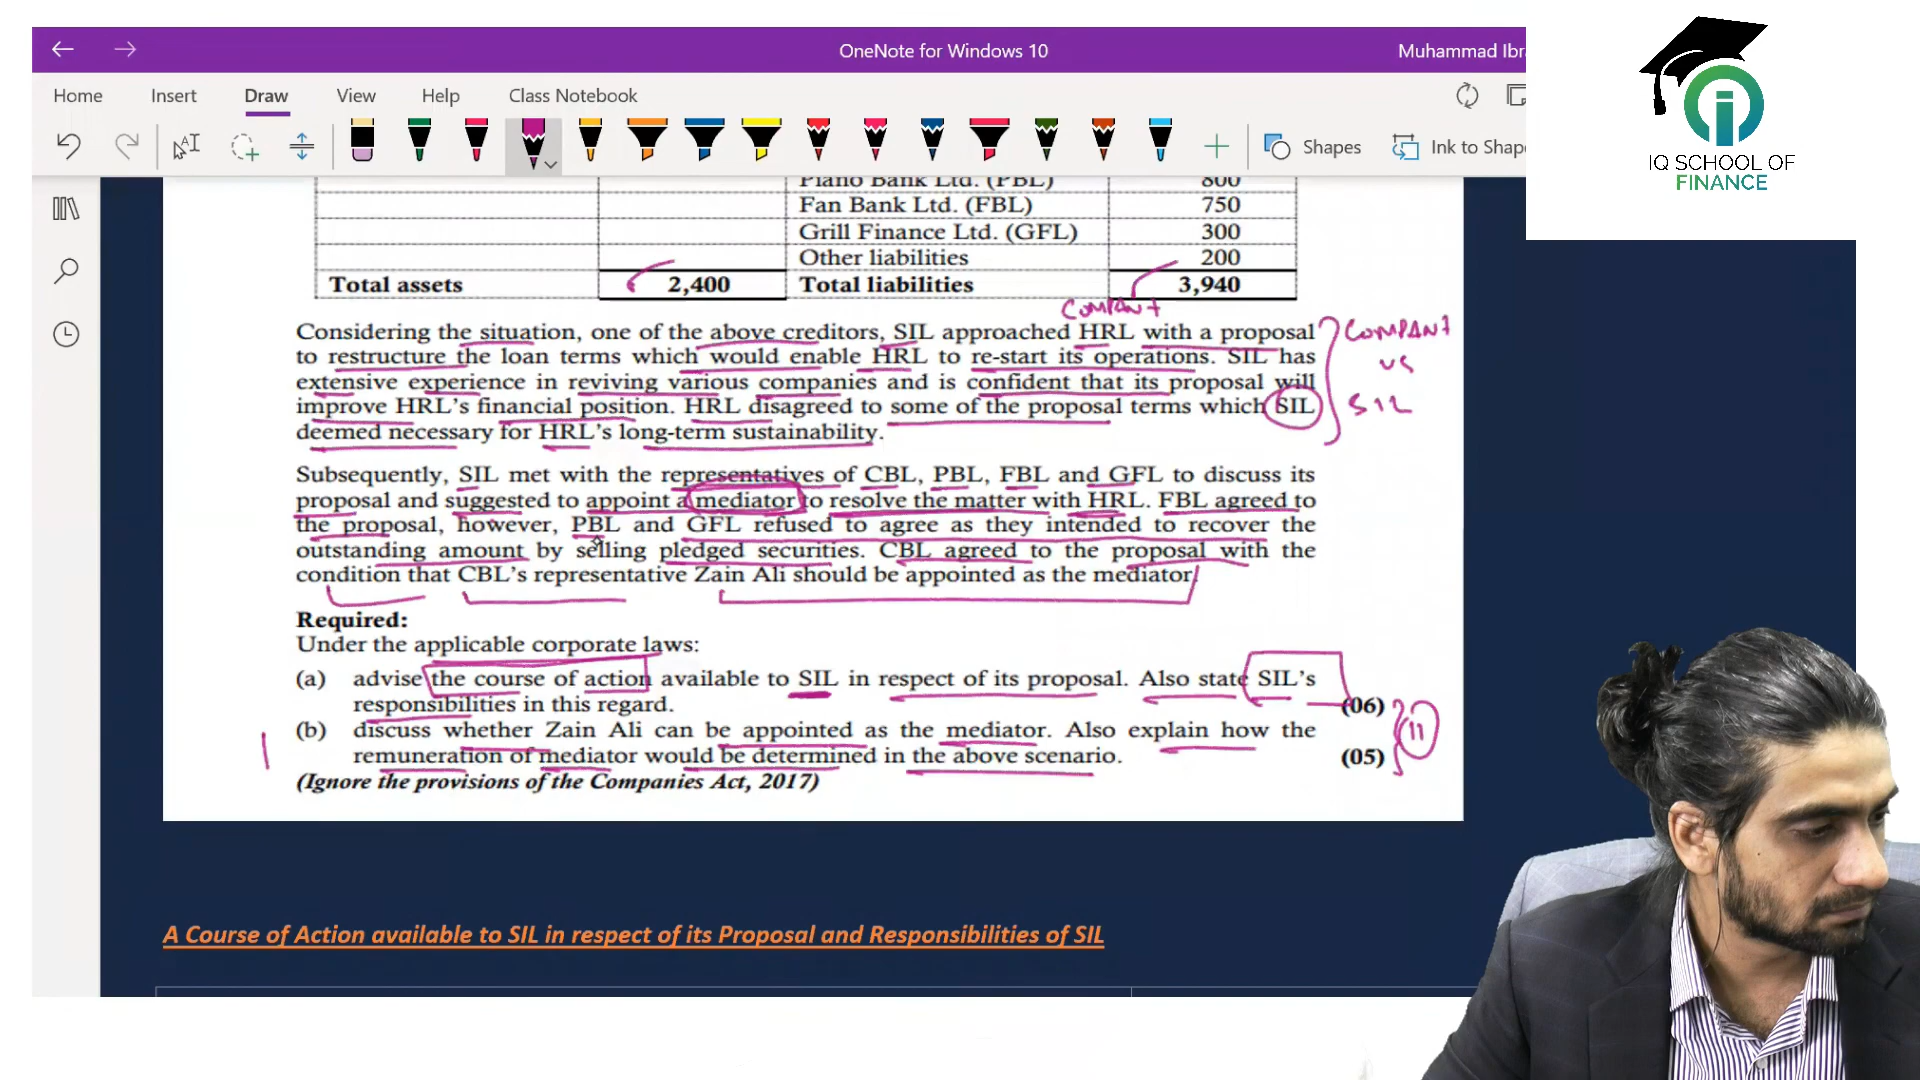 OneNote for Windows 10
Muhammad Ibr
Home Insert Draw View Help Class Notebook
Shapes Ink to Shap
IQ SCHOOL OF
FINANCE
Piano Bank Ltd. (PBL) 800
Fan Bank Ltd. (FBL) 750
Grill Finance Ltd. (GFL) 300
Other liabilities 200
Total assets 2,400 Total liabilities 3,940
COMPANY
Considering the situation, one of the above creditors, SIL approached HRL with a proposal
to restructure the loan terms which would enable HRL to re-start its operations. SIL has
extensive experience in reviving various companies and is confident that its proposal will
improve HRL's financial position. HRL disagreed to some of the proposal terms which SIL
deemed necessary for HRL's long-term sustainability.
COMPANY
VS
SIL
Subsequently, SIL met with the representatives of CBL, PBL, FBL and GFL to discuss its
proposal and suggested to appoint a mediator to resolve the matter with HRL. FBL agreed to
the proposal, however, PBL and GFL refused to agree as they intended to recover the
outstanding amount by selling pledged securities. CBL agreed to the proposal with the
condition that CBL's representative Zain Ali should be appointed as the mediator.
Required:
Under the applicable corporate laws:
(a) advise the course of action available to SIL in respect of its proposal. Also state SIL's
responsibilities in this regard. (06)
(b) discuss whether Zain Ali can be appointed as the mediator. Also explain how the
remuneration of mediator would be determined in the above scenario. (05)
11
(Ignore the provisions of the Companies Act, 2017)
A Course of Action available to SIL in respect of its Proposal and Responsibilities of SIL